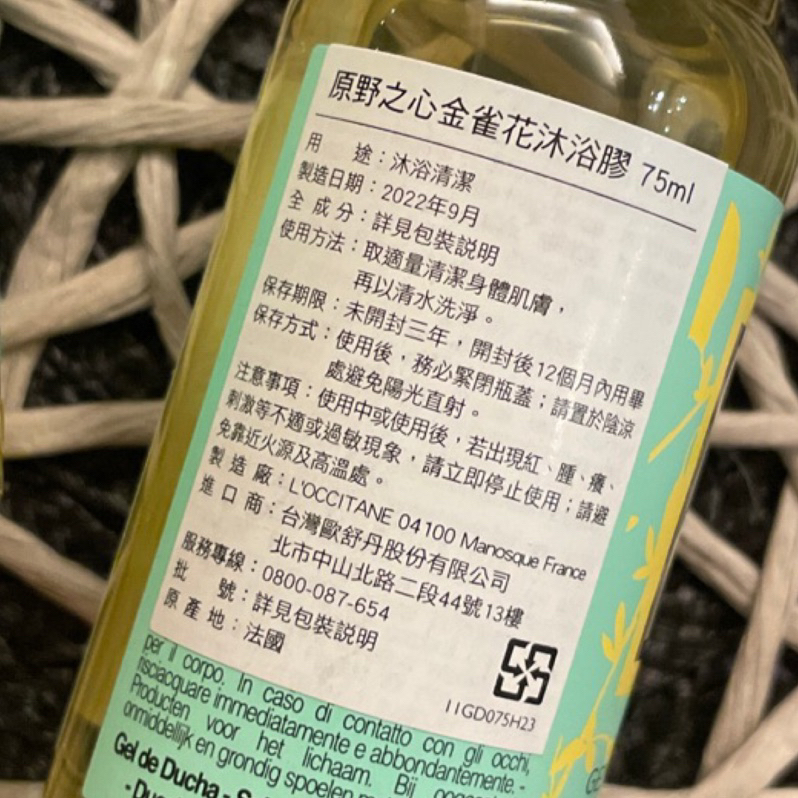 原野之心金雀花沐浴膠 75ml
用 途：沐浴清潔
製造日期：2022年9月
全 成 分：詳見包裝說明
使用方法：取適量清潔身體肌膚，
再以清水洗淨。
保存期限：未開封三年，開封後12個月內用畢
保存方式：使用後，務必緊閉瓶蓋；請置於陰涼
處避免陽光直射。
注意事項：使用中或使用後，若出現紅、腫、癢、
刺激等不適或過敏現象，請立即停止使用；請避
免靠近火源及高溫處。
製 造 廠：L'OCCITANE 04100 Manosque France
進 口 商：台灣歐舒丹股份有限公司
北市中山北路二段44號13樓
服務專線：0800-087-654
批 號：詳見包裝說明
原 產 地：法國
11GD075H23
per il corpo. In caso di contatto con gli occhi,
risciacquare immediatamente e abbondantemente. -
Producten voor het lichaam. Bij
onmiddellijk en grondig spoelen
Gel de Ducha -